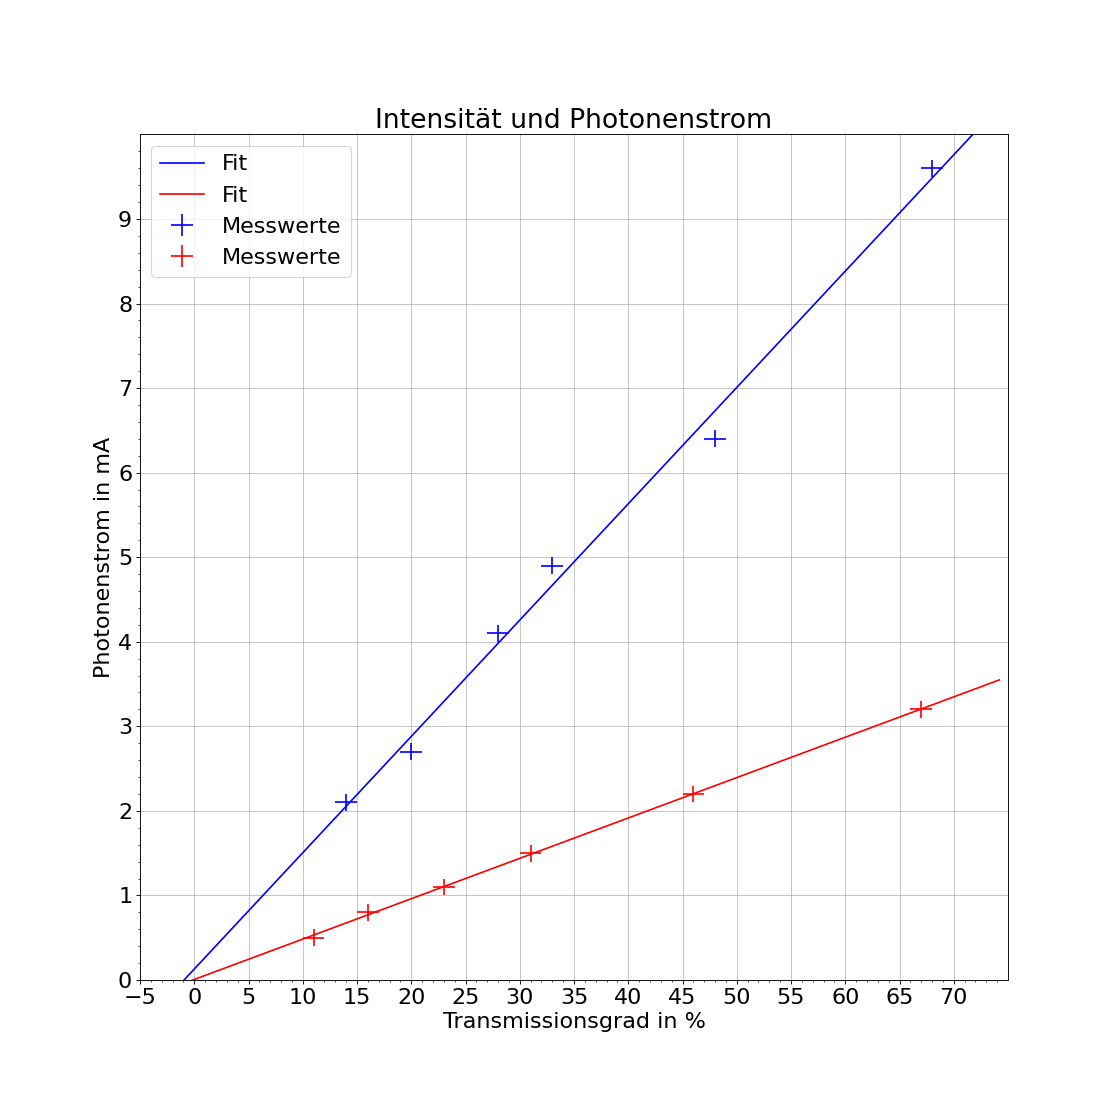 Intensität und Photonenstrom
Fit
Fit
Messwerte
Messwerte
9
8
7
6
5
4
3
2
1
0
Photonenstrom in mA
−5 0 5 10 15 20 25 30 35 40 45 50 55 60 65 70
Transmissionsgrad in %